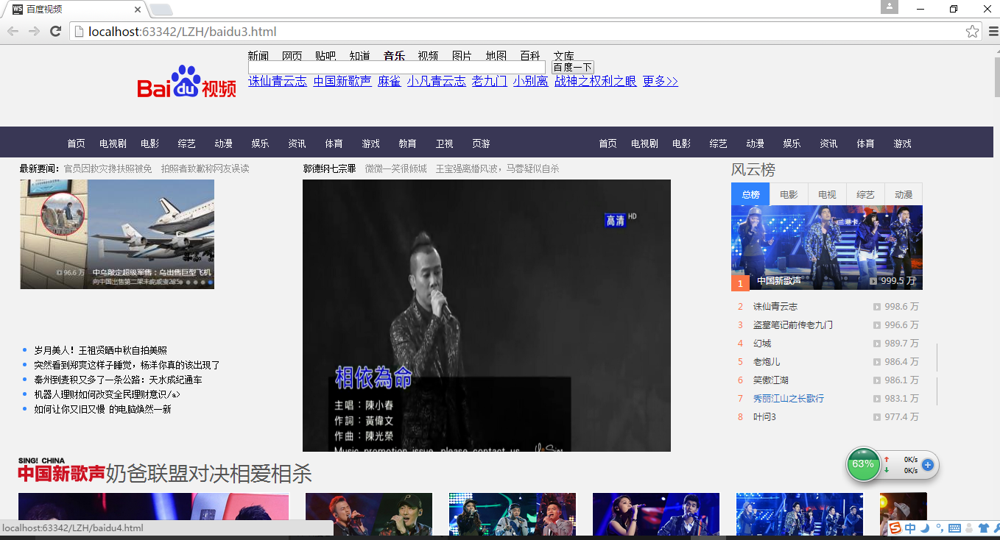 百度视频
localhost:63342/LZH/baidu3.html
新闻 网页 贴吧 知道 音乐 视频 图片 地图 百科 文库
Bai du 视频
百度一下
诛仙青云志 中国新歌声 麻雀 小凡青云志 老九门 小别离 战神之权利之眼 更多>>
首页 电视剧 电影 综艺 动漫 娱乐 资讯 体育 游戏 教育 卫视 页游 首页 电视剧 电影 综艺 动漫 娱乐 资讯 体育 游戏
最新要闻：官员因救灾搀扶照被免 拍照者致歉称网友误读
96.6 万 中乌敲定超级军售：乌出售巨型飞机
岁月美人！王祖贤晒中秋自拍美照
突然看到郑爽这样子睡觉，杨洋你真的该出现了
秦州到麦积又多了一条公路：天水成纪通车
机器人理财如何改变全民理财意识/a>
如何让你又旧又慢 的电脑焕然一新
郭德纲七宗罪 微微一笑很倾城 王宝强离婚风波，马蓉疑似自杀
高清 HD
相依為命
主唱：陳小春
作詞：黃偉文
作曲：陳光榮
Music promotion issue, please contact us
风云榜
总榜 电影 电视 综艺 动漫
1 中国新歌声 999.5 万
2 诛仙青云志 998.6 万
3 盗墓笔记前传老九门 996.6 万
4 幻城 989.7 万
5 老炮儿 986.4 万
6 笑傲江湖 986.1 万
7 秀丽江山之长歌行 983.1 万
8 叶问3 977.4 万
63% 0K/s
0K/s
SING! CHINA
中国新歌声奶爸联盟对决相爱相杀
localhost:63342/LZH/baidu4.html
中